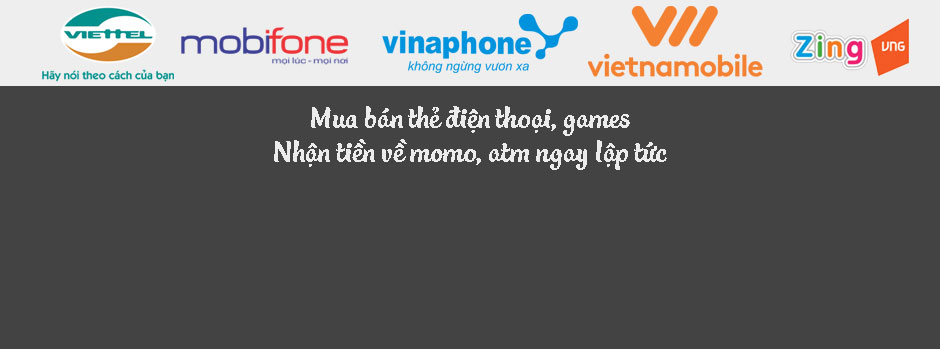 VIETTEL
Hãy nói theo cách của bạn
mobifone
mọi lúc - mọi nơi
vinaphone
không ngừng vươn xa
vietnamobile
Zing
VNG
Mua bán thẻ điện thoại, games
Nhận tiền về momo, atm ngay lập tức